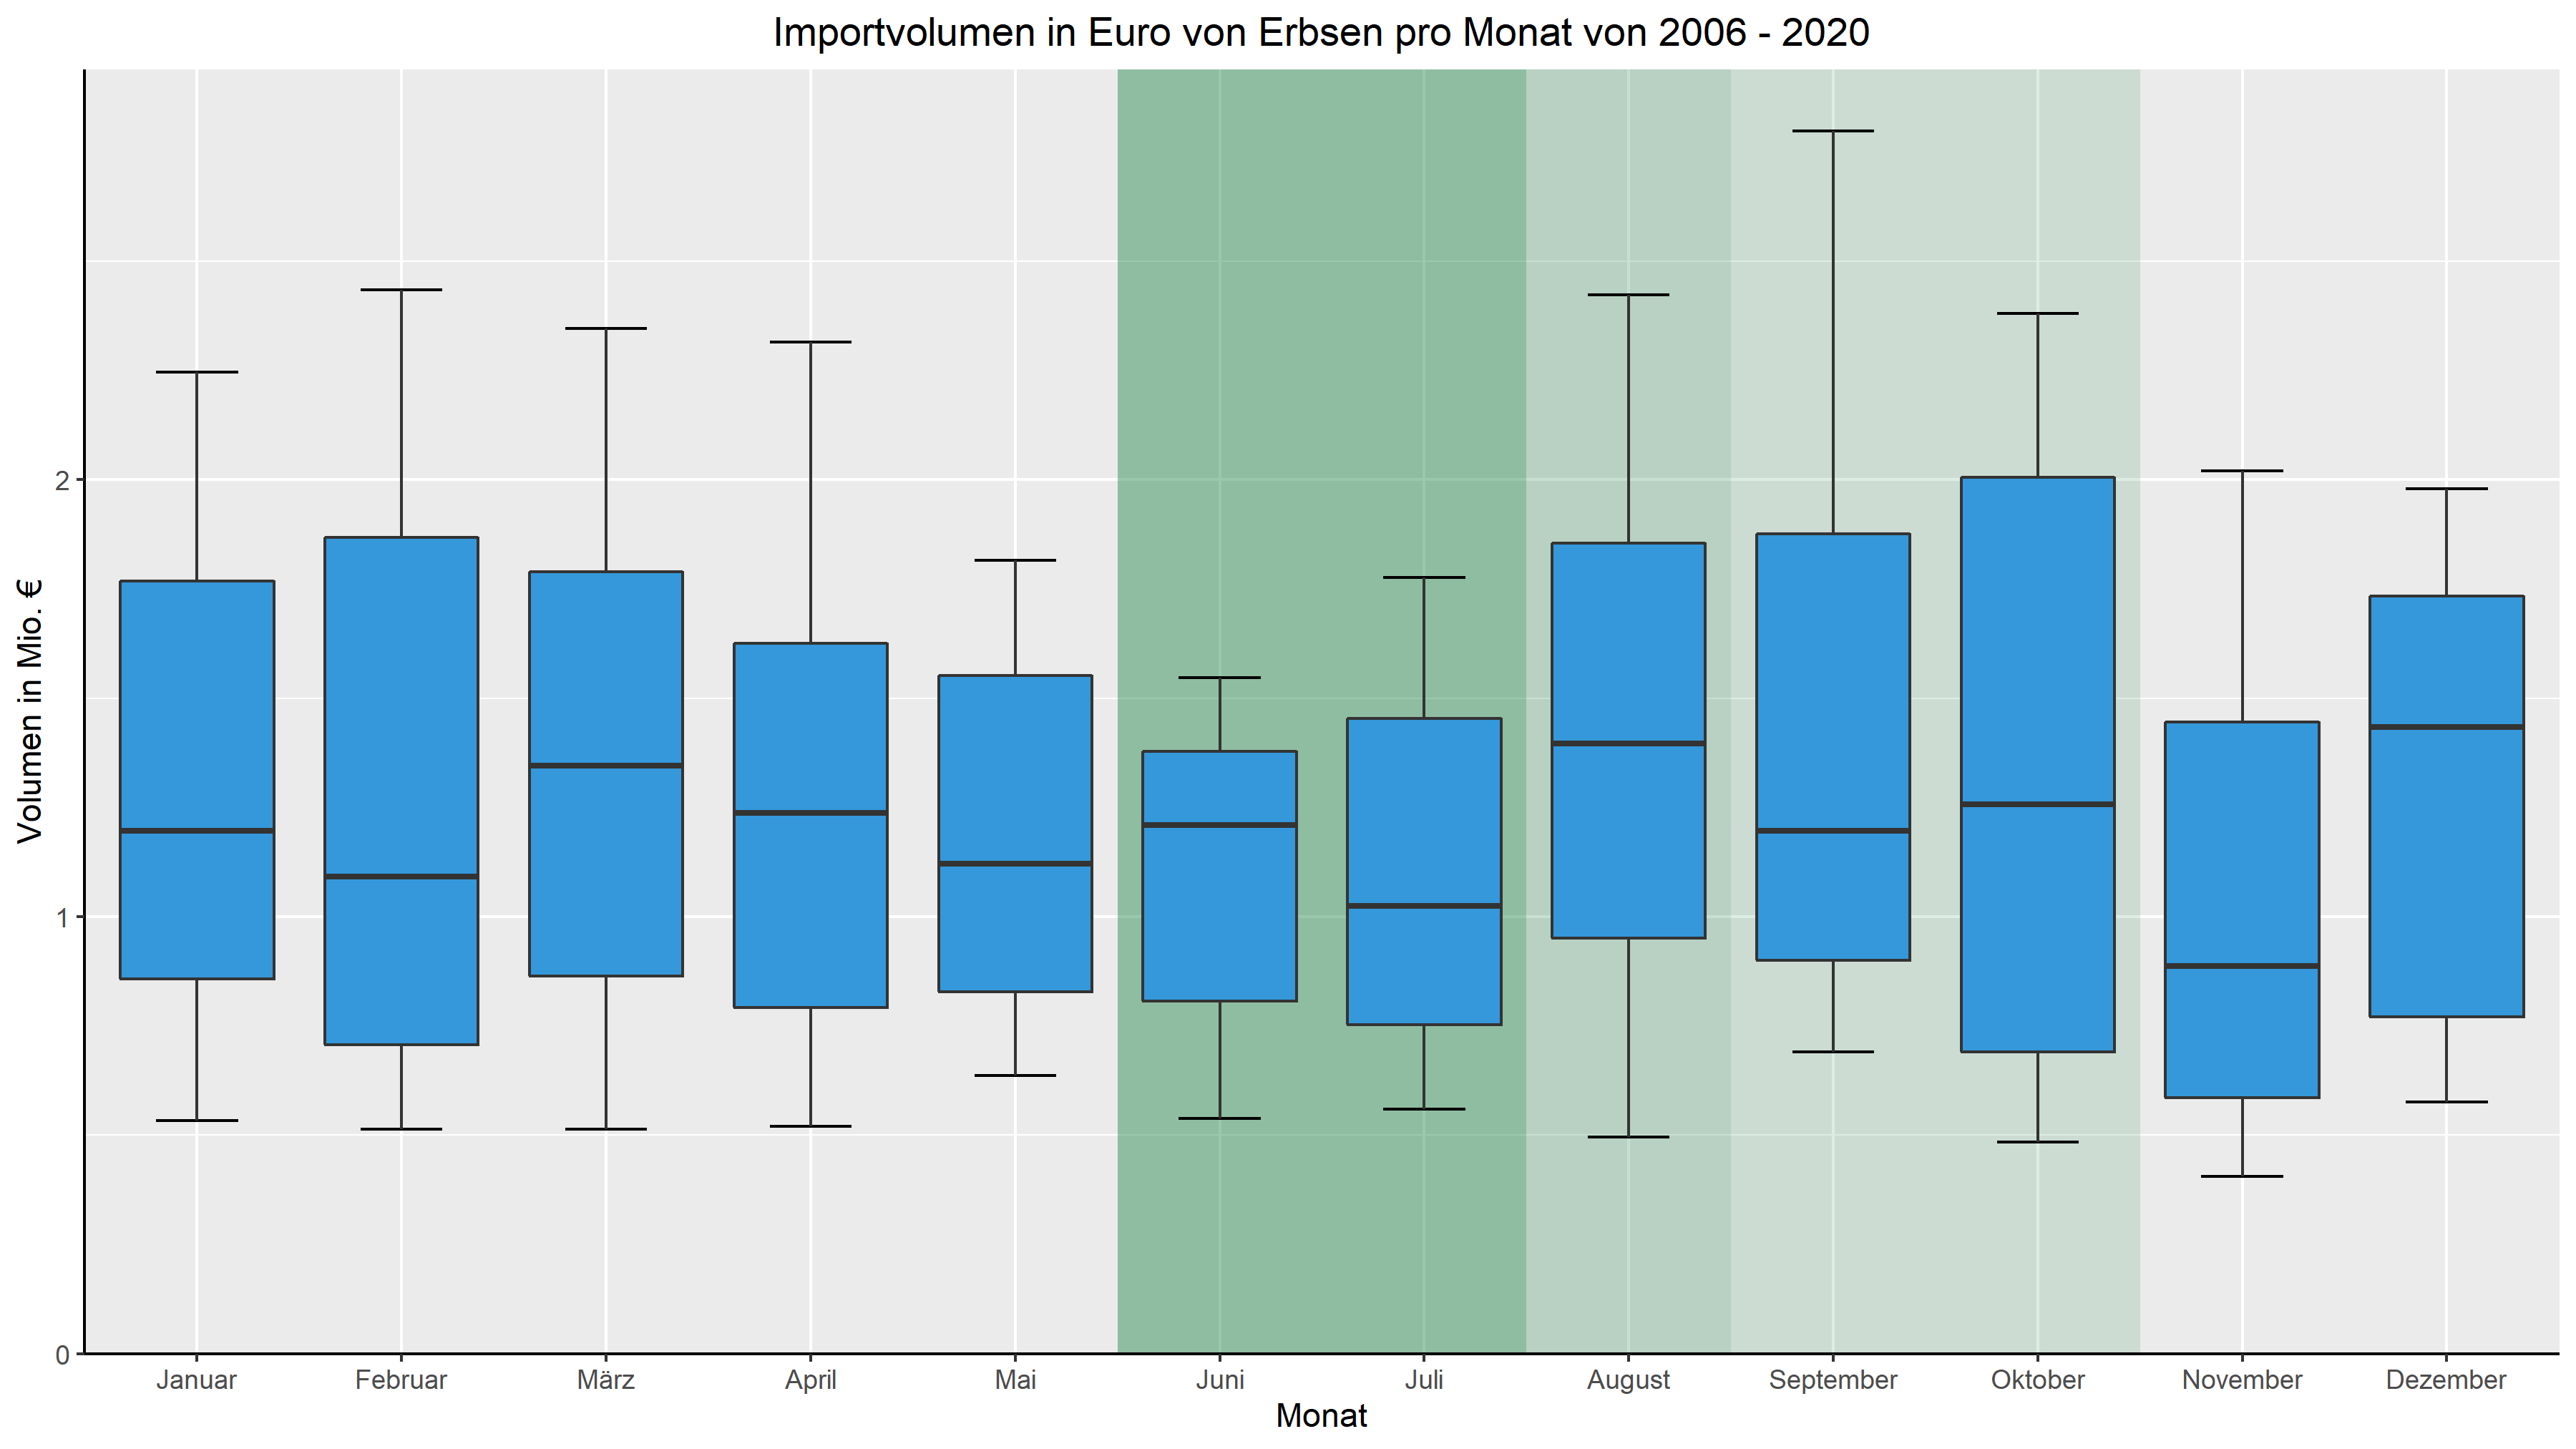 Importvolumen in Euro von Erbsen pro Monat von 2006 - 2020
Volumen in Mio. €
2
1
0
Januar Februar März April Mai Juni Juli August September Oktober November Dezember
Monat